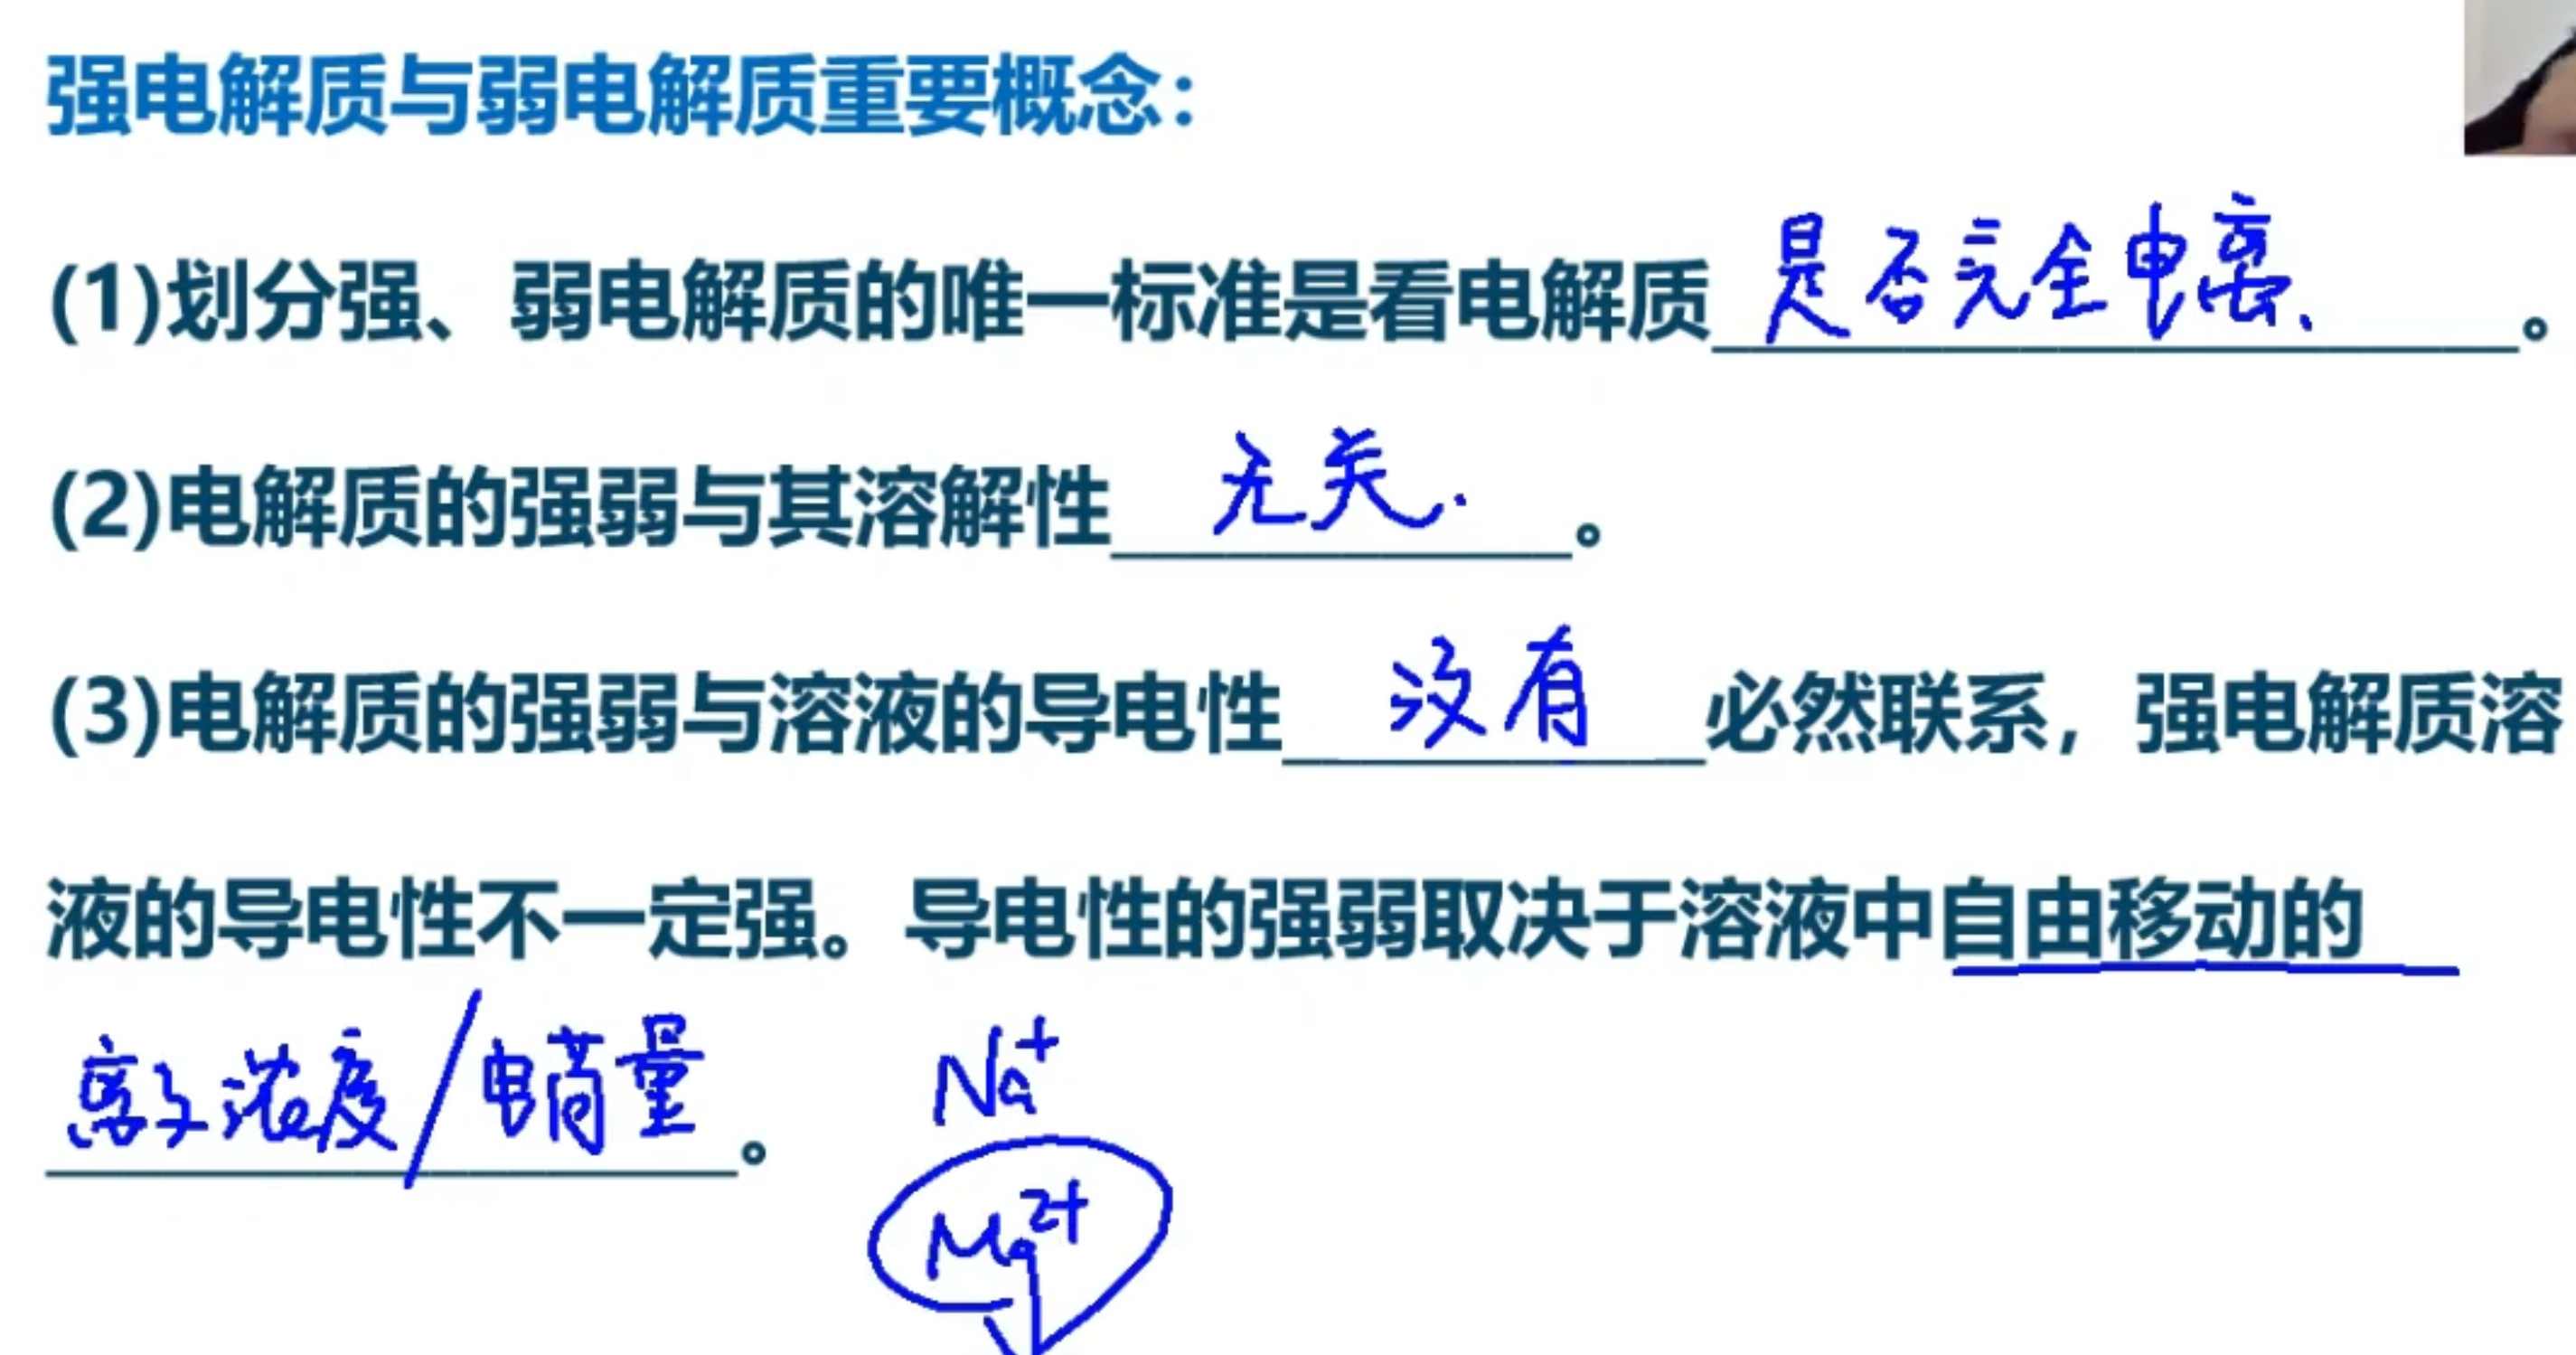 强电解质与弱电解质重要概念：
(1)划分强、弱电解质的唯一标准是看电解质是否完全电离、。
(2)电解质的强弱与其溶解性无关.。
(3)电解质的强弱与溶液的导电性没有必然联系，强电解质溶
液的导电性不一定强。导电性的强弱取决于溶液中自由移动的
离子浓度/电荷量。
Na⁺
Mg²⁺